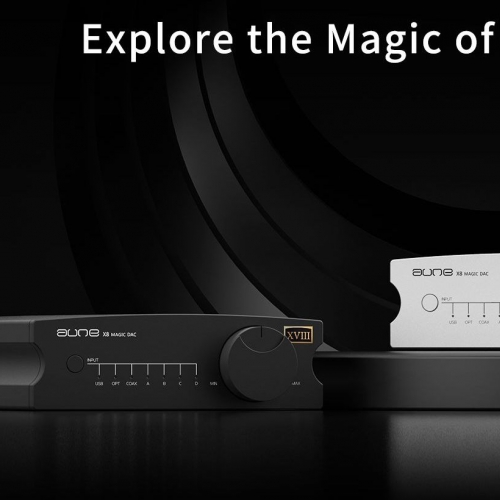 Explore the Magic of
aune X8 MAGIC DAC
INPUT
USB OPT COAX
aune X8 MAGIC DAC
XVIII
INPUT
USB OPT COAX A B C D MIN MAX